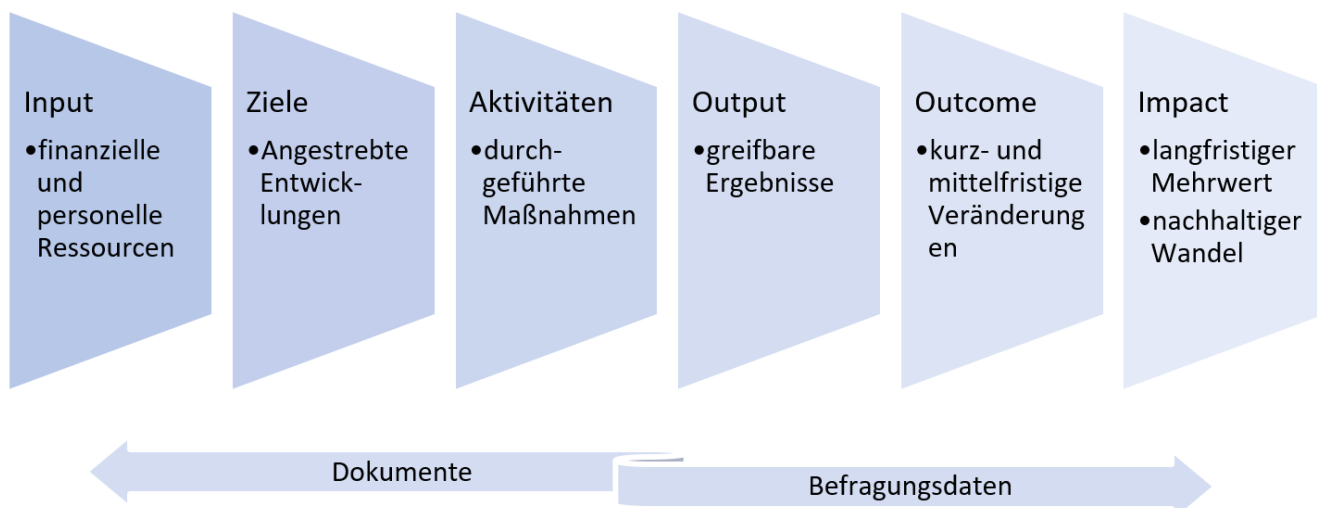 Input
•finanzielle
und
personelle
Ressourcen
Ziele
•Angestrebte
Entwick-
lungen
Aktivitäten
•durch-
geführte
Maßnahmen
Output
•greifbare
Ergebnisse
Outcome
•kurz- und
mittelfristige
Veränderung
en
Impact
•langfristiger
Mehrwert
•nachhaltiger
Wandel
Dokumente
Befragungsdaten